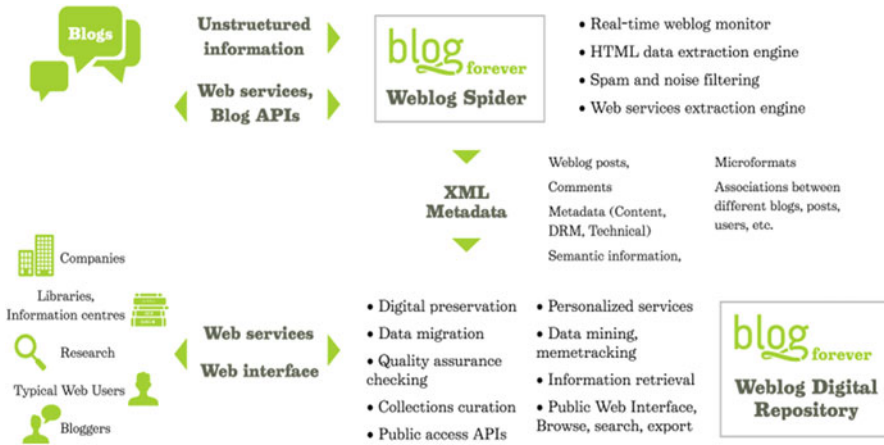 Blogs
Unstructured
information
Web services,
Blog APIs
blog
forever
Weblog Spider
• Real-time weblog monitor
• HTML data extraction engine
• Spam and noise filtering
• Web services extraction engine
XML
Metadata
Weblog posts,
Comments
Metadata (Content,
DRM, Technical)
Semantic information,
Microformats
Associations between
different blogs, posts,
users, etc.
Companies
Libraries,
Information centres
Research
Typical Web Users
Bloggers
Web services
Web interface
• Digital preservation
• Data migration
• Quality assurance
checking
• Collections curation
• Public access APIs
• Personalized services
• Data mining,
memetracking
• Information retrieval
• Public Web Interface,
Browse, search, export
blog
forever
Weblog Digital
Repository